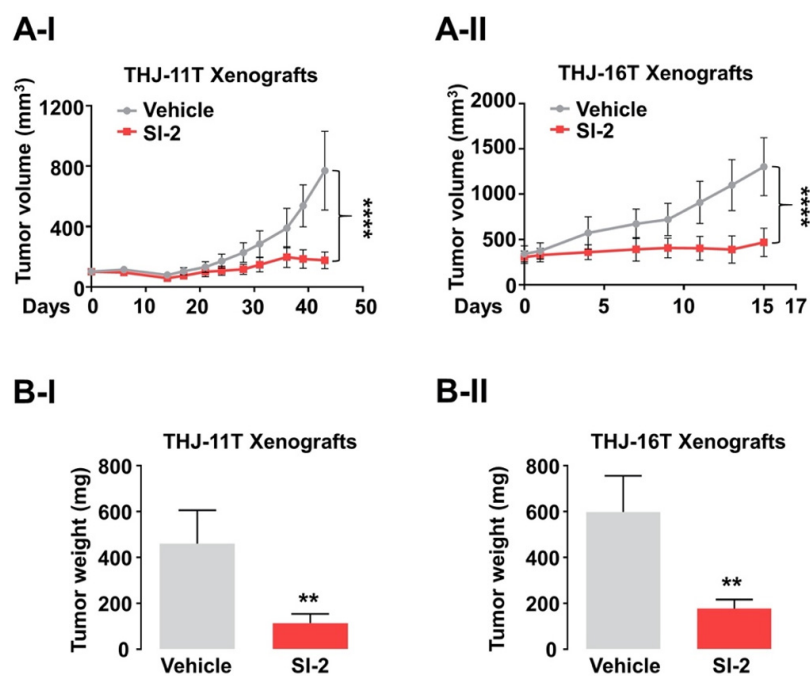 A-I
THJ-11T Xenografts
Tumor volume (mm³)
1200
800
400
0
Vehicle
SI-2
****
Days 0 10 20 30 40 50
A-II
THJ-16T Xenografts
Tumor volume (mm³)
2000
1500
1000
500
0
Vehicle
SI-2
****
Days 0 5 10 15 17
B-I
THJ-11T Xenografts
Tumor weight (mg)
800
600
400
200
0
**
Vehicle SI-2
B-II
THJ-16T Xenografts
Tumor weight (mg)
800
600
400
200
0
**
Vehicle SI-2